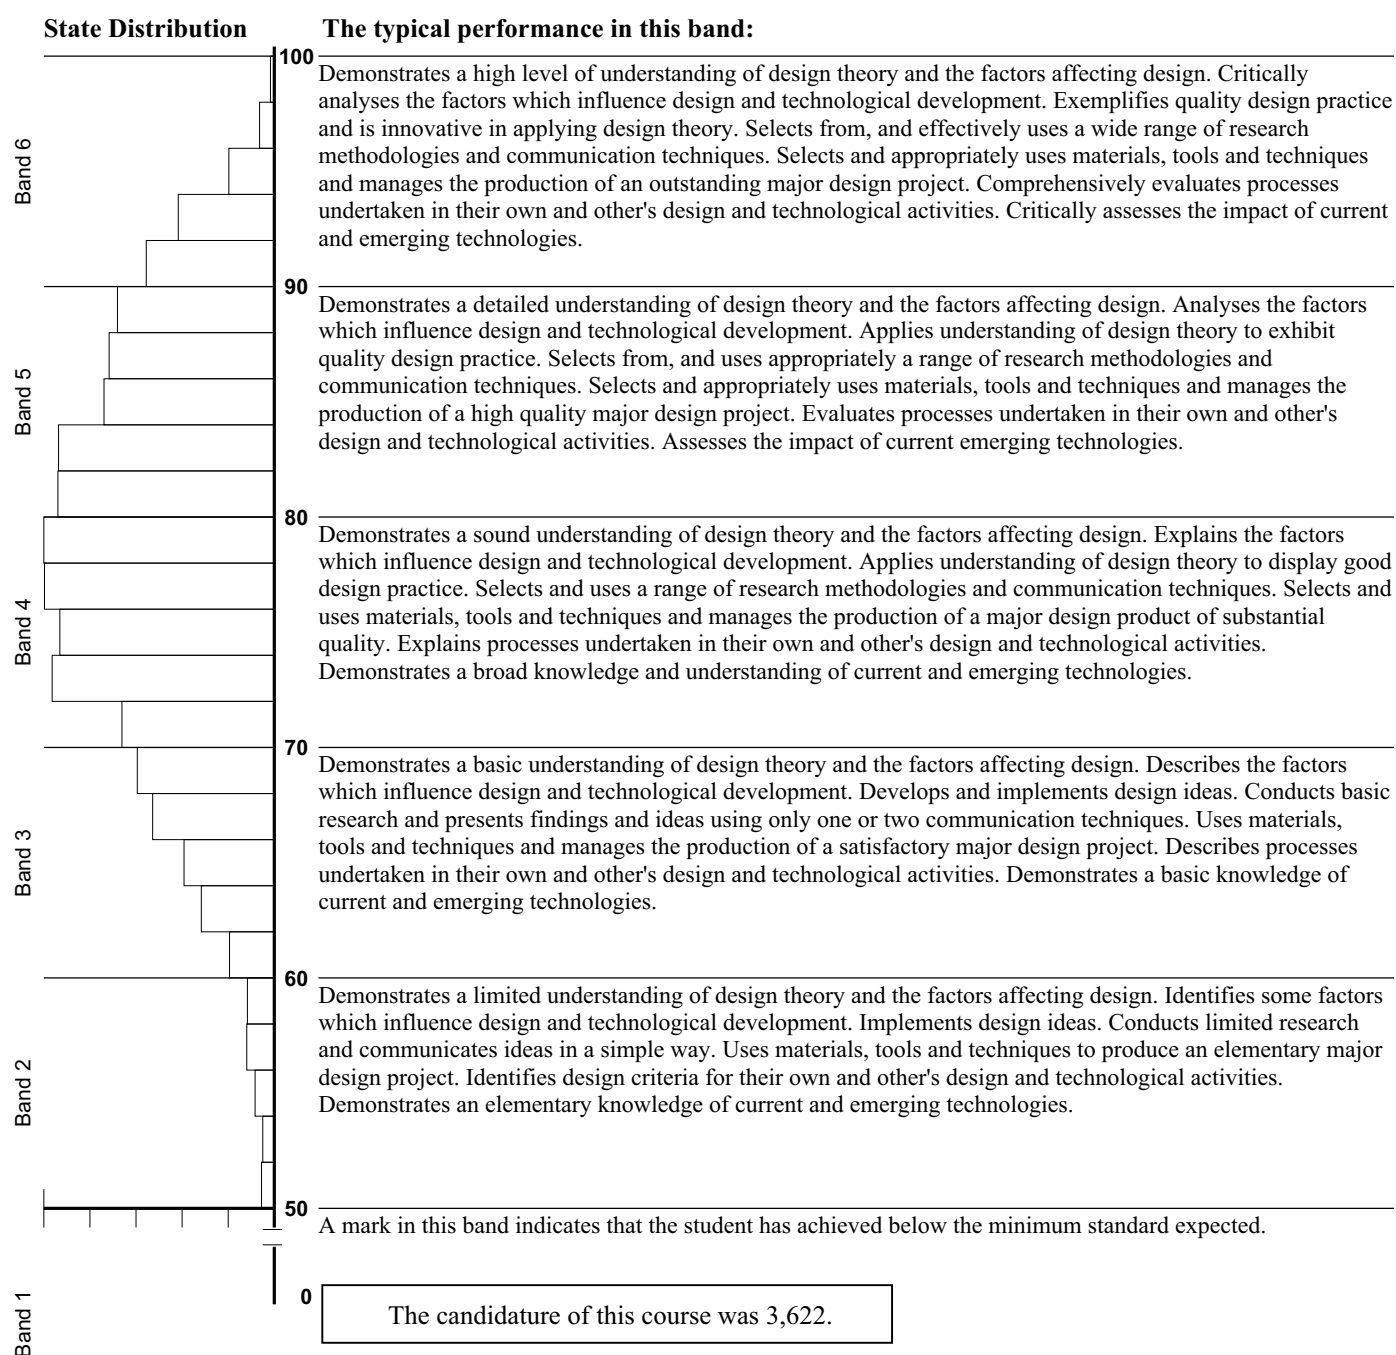 State Distribution
The typical performance in this band:
100
Band 6
Demonstrates a high level of understanding of design theory and the factors affecting design. Critically
analyses the factors which influence design and technological development. Exemplifies quality design practice
and is innovative in applying design theory. Selects from, and effectively uses a wide range of research
methodologies and communication techniques. Selects and appropriately uses materials, tools and techniques
and manages the production of an outstanding major design project. Comprehensively evaluates processes
undertaken in their own and other's design and technological activities. Critically assesses the impact of current
and emerging technologies.
90
Band 5
Demonstrates a detailed understanding of design theory and the factors affecting design. Analyses the factors
which influence design and technological development. Applies understanding of design theory to exhibit
quality design practice. Selects from, and uses appropriately a range of research methodologies and
communication techniques. Selects and appropriately uses materials, tools and techniques and manages the
production of a high quality major design project. Evaluates processes undertaken in their own and other's
design and technological activities. Assesses the impact of current emerging technologies.
80
Band 4
Demonstrates a sound understanding of design theory and the factors affecting design. Explains the factors
which influence design and technological development. Applies understanding of design theory to display good
design practice. Selects and uses a range of research methodologies and communication techniques. Selects and
uses materials, tools and techniques and manages the production of a major design product of substantial
quality. Explains processes undertaken in their own and other's design and technological activities.
Demonstrates a broad knowledge and understanding of current and emerging technologies.
70
Band 3
Demonstrates a basic understanding of design theory and the factors affecting design. Describes the factors
which influence design and technological development. Develops and implements design ideas. Conducts basic
research and presents findings and ideas using only one or two communication techniques. Uses materials,
tools and techniques and manages the production of a satisfactory major design project. Describes processes
undertaken in their own and other's design and technological activities. Demonstrates a basic knowledge of
current and emerging technologies.
60
Band 2
Demonstrates a limited understanding of design theory and the factors affecting design. Identifies some factors
which influence design and technological development. Implements design ideas. Conducts limited research
and communicates ideas in a simple way. Uses materials, tools and techniques to produce an elementary major
design project. Identifies design criteria for their own and other's design and technological activities.
Demonstrates an elementary knowledge of current and emerging technologies.
50
A mark in this band indicates that the student has achieved below the minimum standard expected.
Band 1
0
The candidature of this course was 3,622.